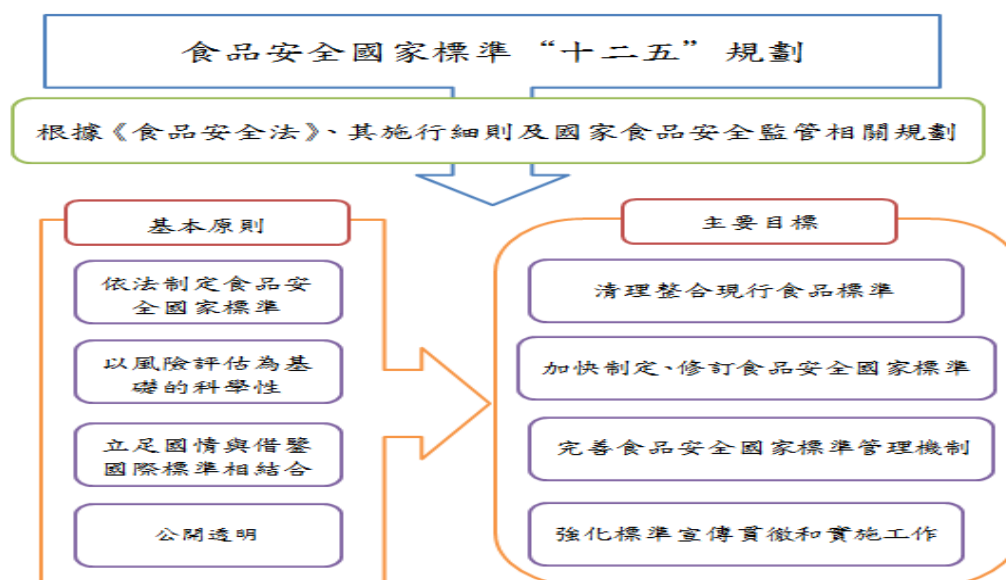 食品安全國家標準“十二五”規劃
根據《食品安全法》、其施行細則及國家食品安全監管相關規劃
基本原則
依法制定食品安
全國家標準
以風險評估為基
礎的科學性
立足國情與借鑒
國際標準相結合
公開透明
主要目標
清理整合現行食品標準
加快制定、修訂食品安全國家標準
完善食品安全國家標準管理機制
強化標準宣傳貫徹和實施工作